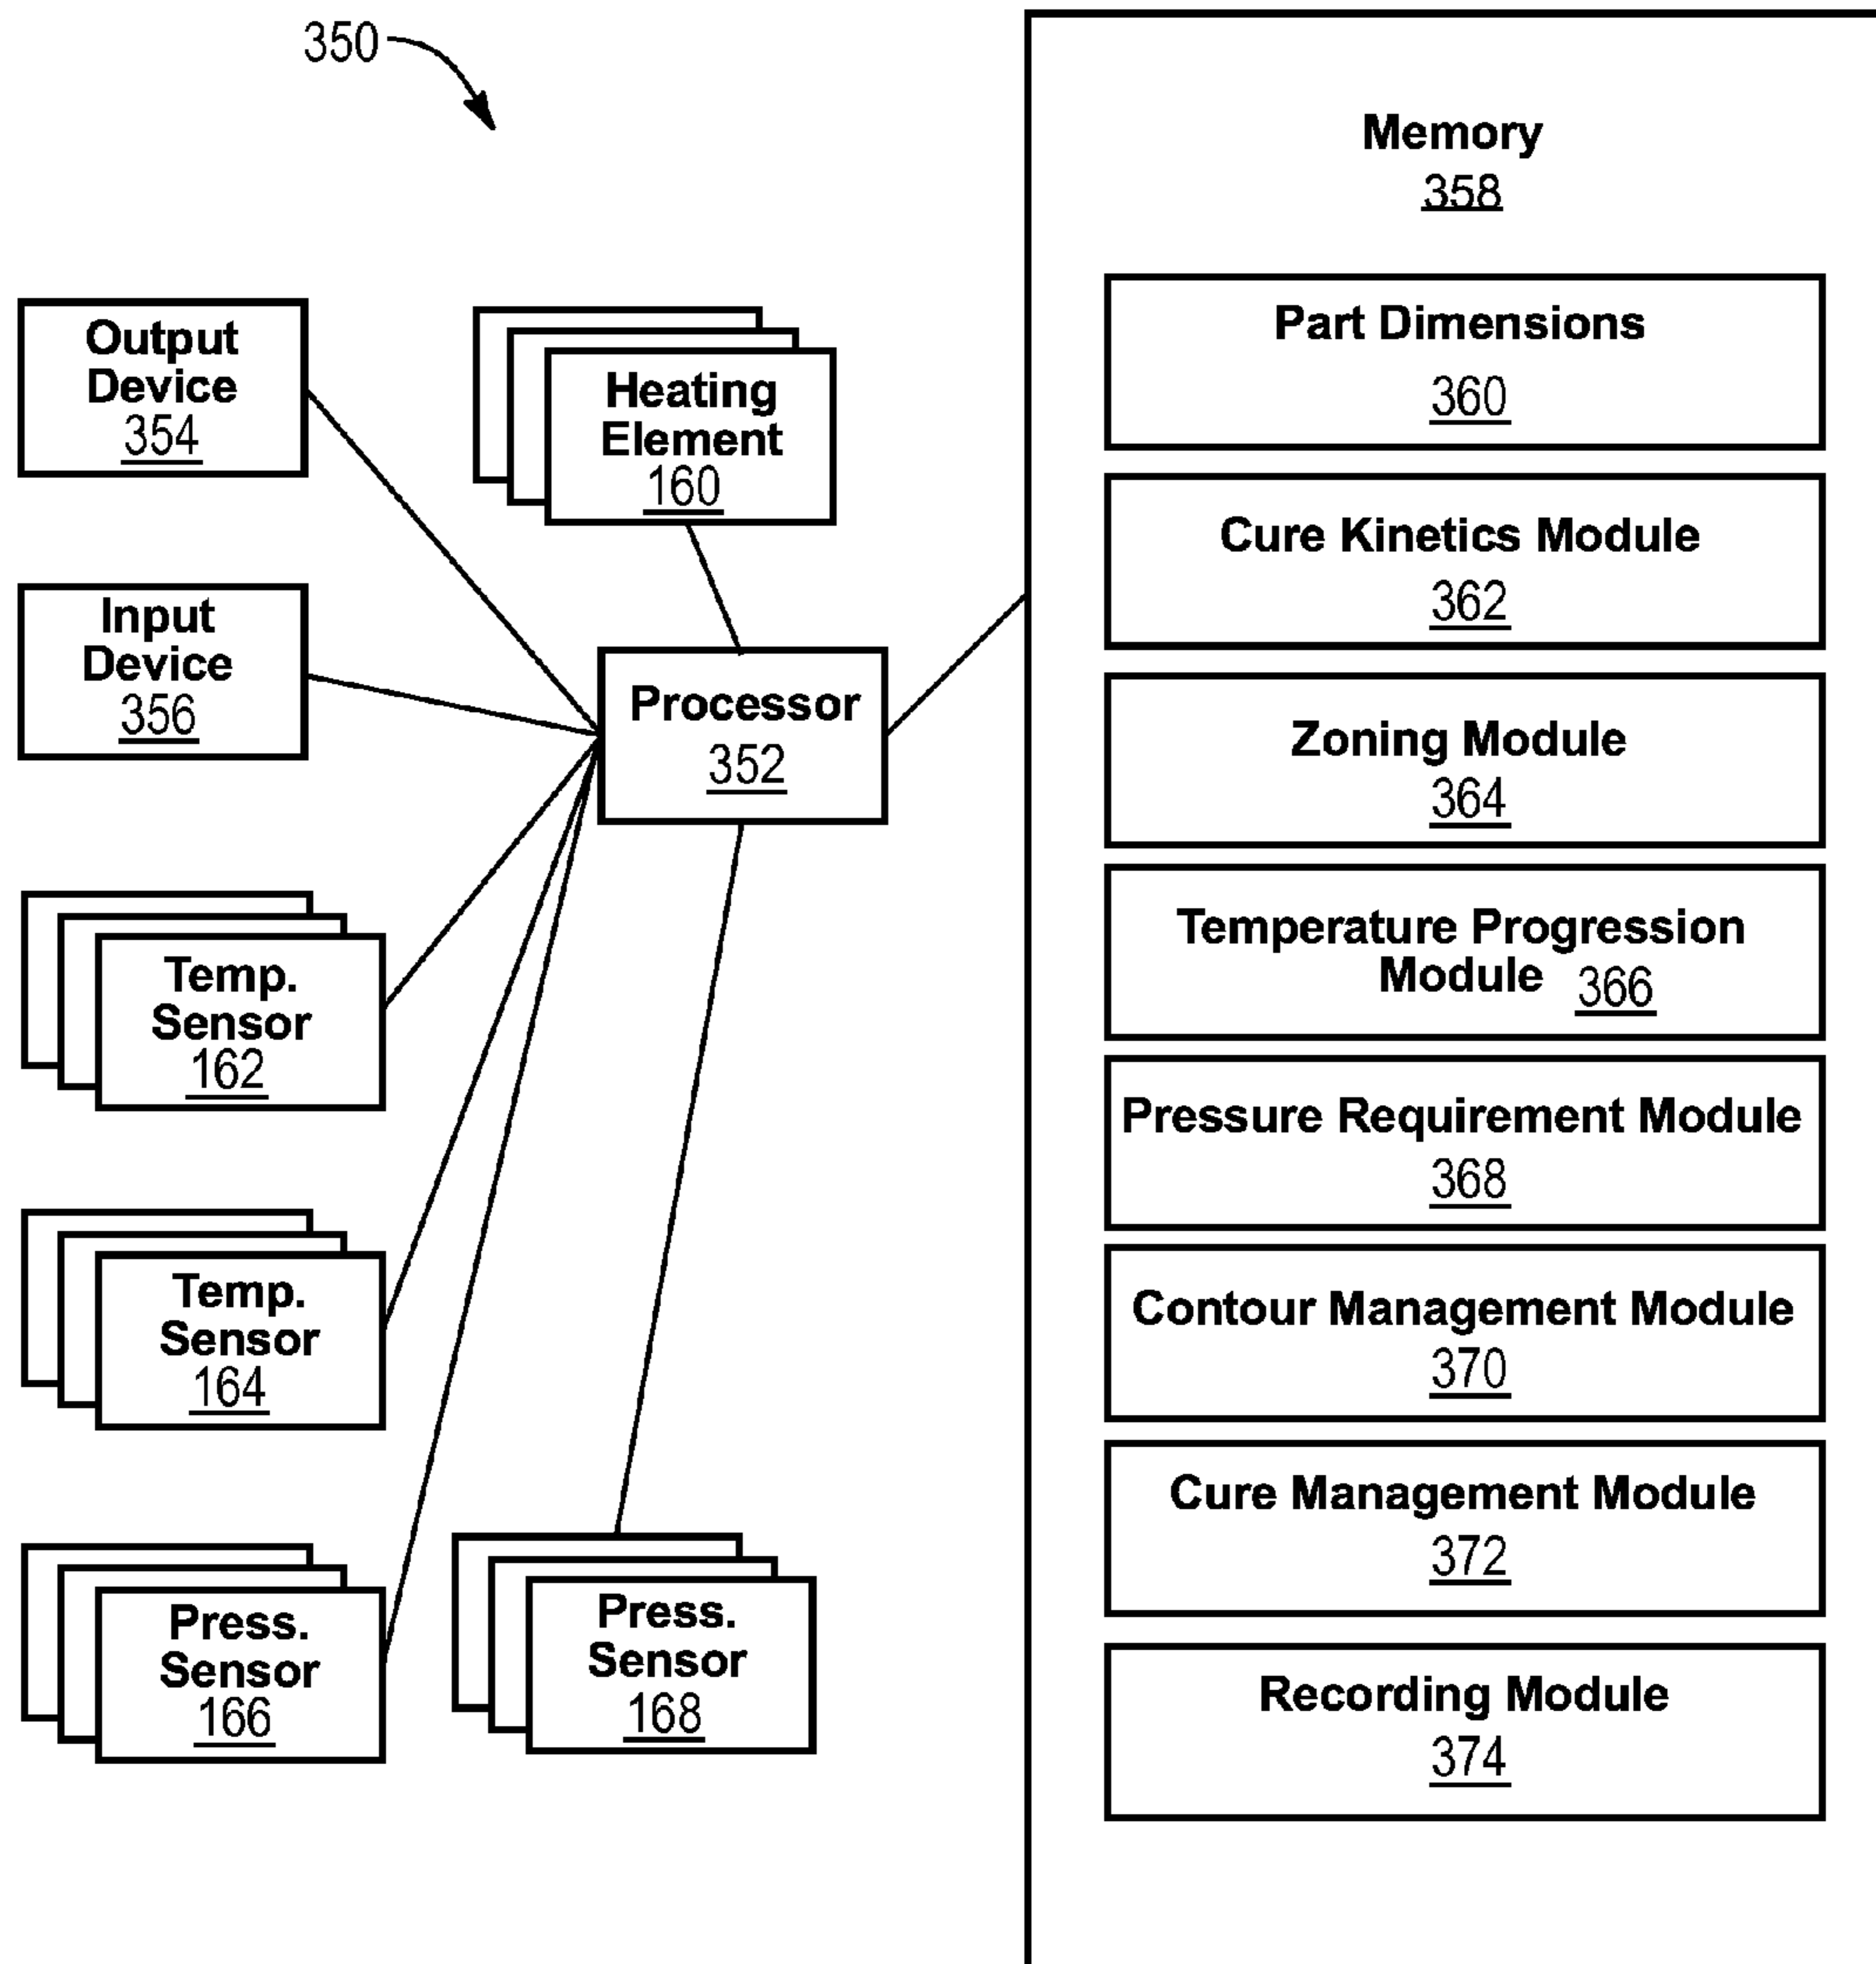 350
Output
Device
354
Input
Device
356
Temp.
Sensor
162
Temp.
Sensor
164
Press.
Sensor
166
Heating
Element
160
Processor
352
Press.
Sensor
168
Memory
358
Part Dimensions
360
Cure Kinetics Module
362
Zoning Module
364
Temperature Progression
Module 366
Pressure Requirement Module
368
Contour Management Module
370
Cure Management Module
372
Recording Module
374